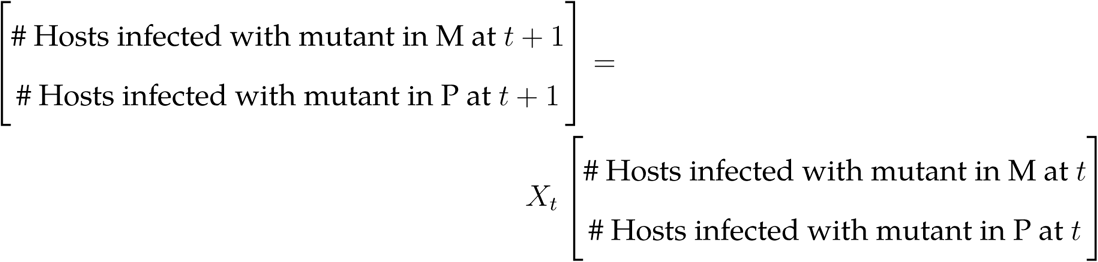 # Hosts infected with mutant in M at t + 1
# Hosts infected with mutant in P at t + 1
=
X_t
# Hosts infected with mutant in M at t
# Hosts infected with mutant in P at t